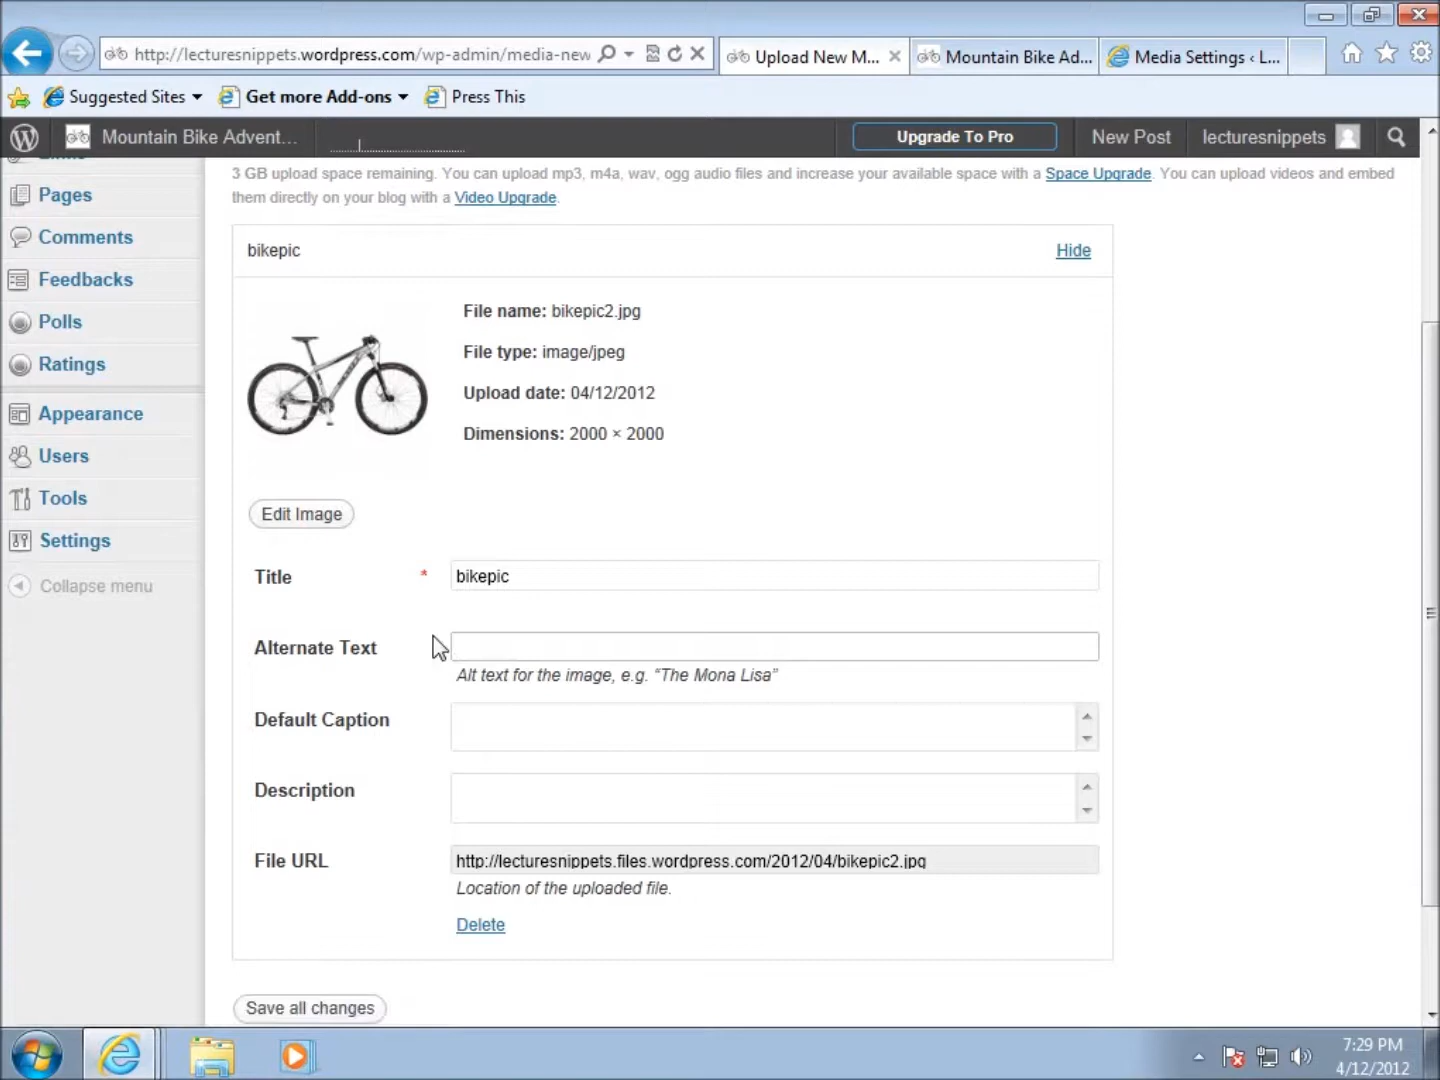 http://lecturesnippets.wordpress.com/wp-admin/media-new
Upload New M...
Mountain Bike Ad...
Media Settings ‹ L...
Suggested Sites
Get more Add-ons
Press This
Mountain Bike Advent...
Upgrade To Pro
New Post
lecturesnippets
3 GB upload space remaining. You can upload mp3, m4a, wav, ogg audio files and increase your available space with a Space Upgrade. You can upload videos and embed
them directly on your blog with a Video Upgrade.
Pages
Comments
Feedbacks
Polls
Ratings
Appearance
Users
Tools
Settings
Collapse menu
bikepic
Hide
File name: bikepic2.jpg
File type: image/jpeg
Upload date: 04/12/2012
Dimensions: 2000 × 2000
Edit Image
Title *
bikepic
Alternate Text
Alt text for the image, e.g. “The Mona Lisa”
Default Caption
Description
File URL
http://lecturesnippets.files.wordpress.com/2012/04/bikepic2.jpg
Location of the uploaded file.
Delete
Save all changes
7:29 PM
4/12/2012